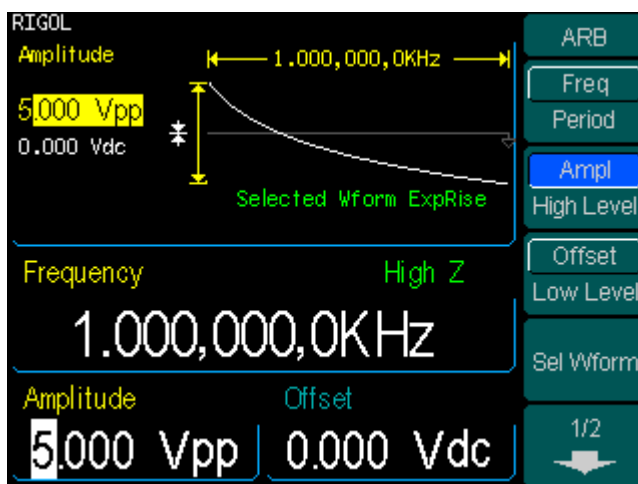 RIGOL
Amplitude
1.000,000,0KHz
5.000 Vpp
0.000 Vdc
Selected Wform ExpRise
Frequency
High Z
1.000,000,0KHz
Amplitude
Offset
5.000 Vpp
0.000 Vdc
ARB
Freq
Period
Ampl
High Level
Offset
Low Level
Sel Wform
1/2